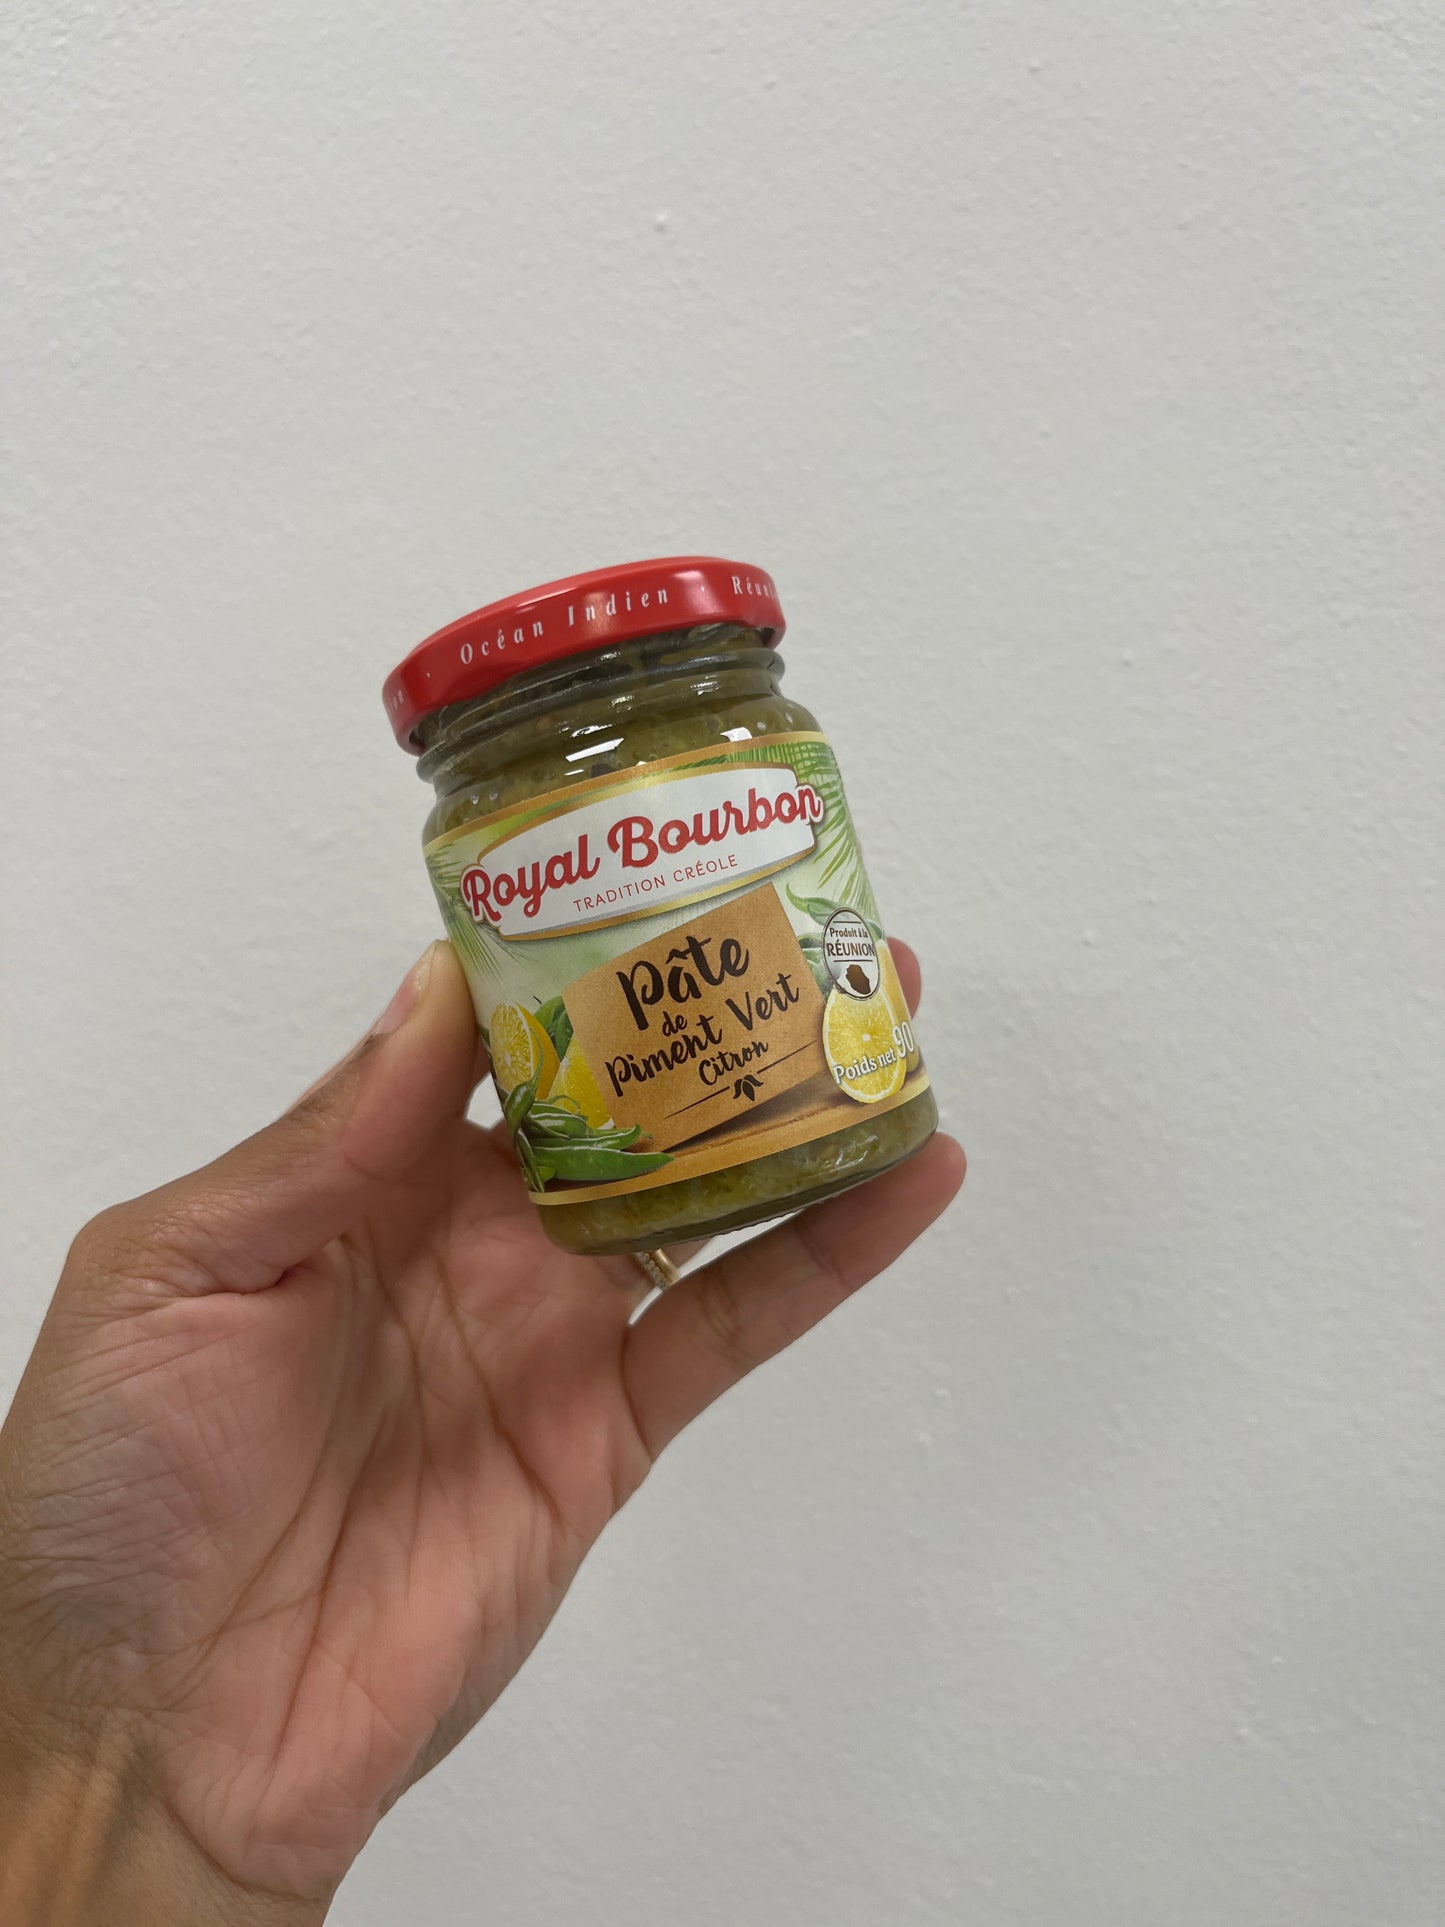 Océan Indien · Réuni
Royal Bourbon
TRADITION CRÉOLE
Pâte
de
Piment Vert
Citron
Produit à la
RÉUNION
Poids net 90